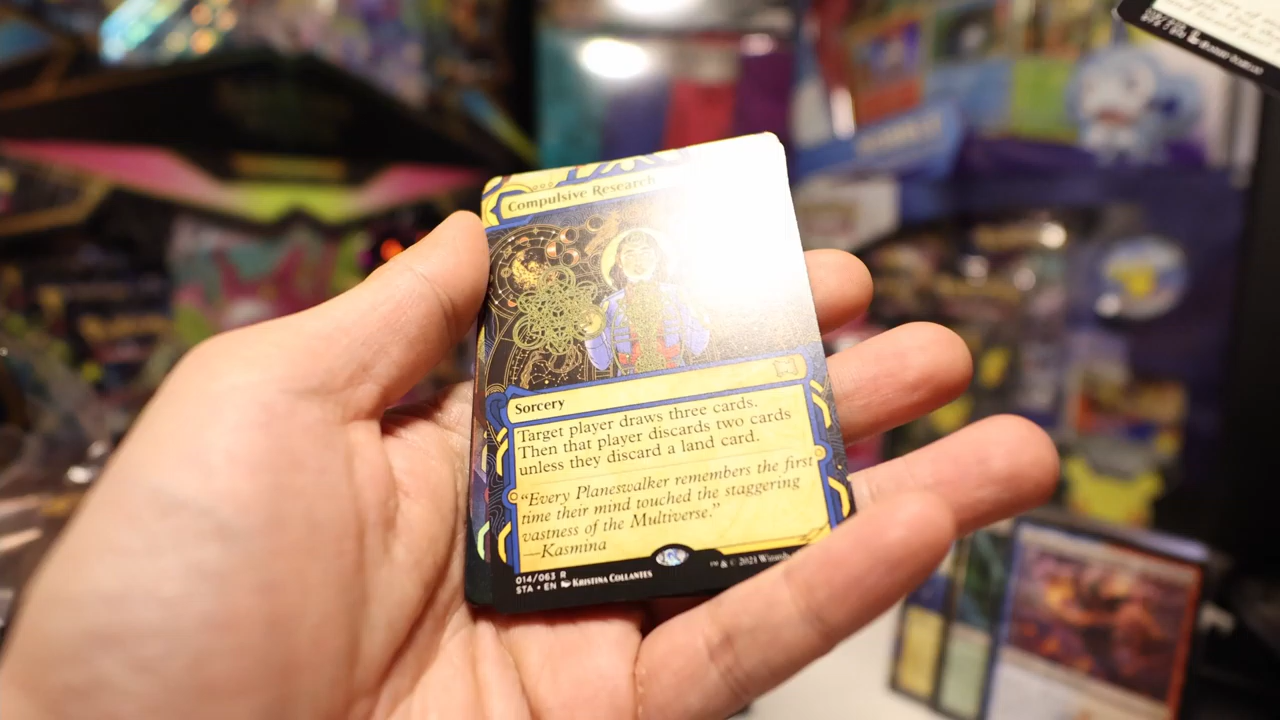 Compulsive Research
Sorcery
Target player draws three cards.
Then that player discards two cards
unless they discard a land card.
“Every Planeswalker remembers the first
time their mind touched the staggering
vastness of the Multiverse.”
—Kasmina
014/063 R
STA • EN KRISTINA COLLANTES
™ & © 2021 Wizards